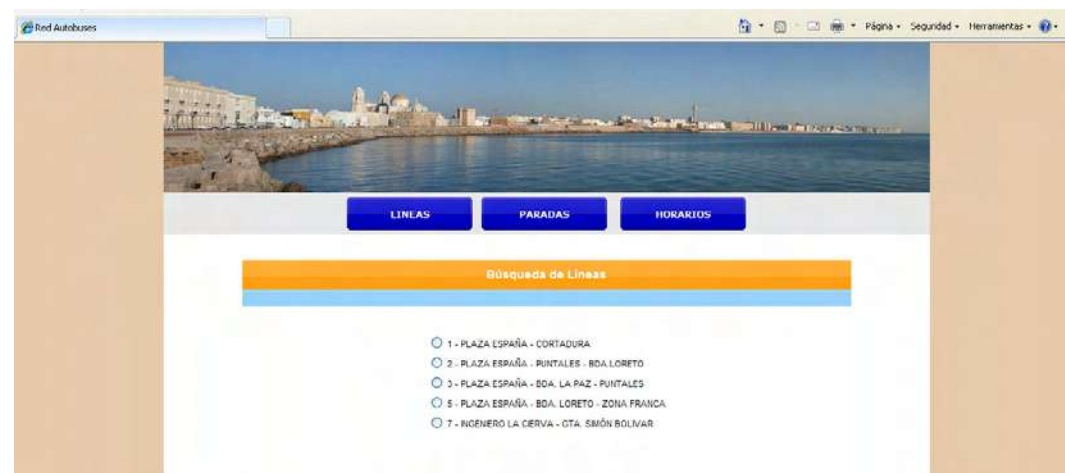 Red Autobuses
Página Seguridad Herramientas
LINEAS PARADAS HORARIOS
Búsqueda de Líneas
1 - PLAZA ESPAÑA - CORTADURA
2 - PLAZA ESPAÑA - PUNTALES - BDA.LORETO
3 - PLAZA ESPAÑA - BDA. LA PAZ - PUNTALES
5 - PLAZA ESPAÑA - BDA. LORETO - ZONA FRANCA
7 - INGENERO LA CIERVA - GTA. SIMÓN BOLIVAR